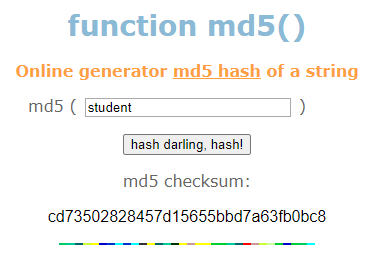 function md5()
Online generator md5 hash of a string
md5 ( student )
hash darling, hash!
md5 checksum:
cd73502828457d15655bbd7a63fb0bc8